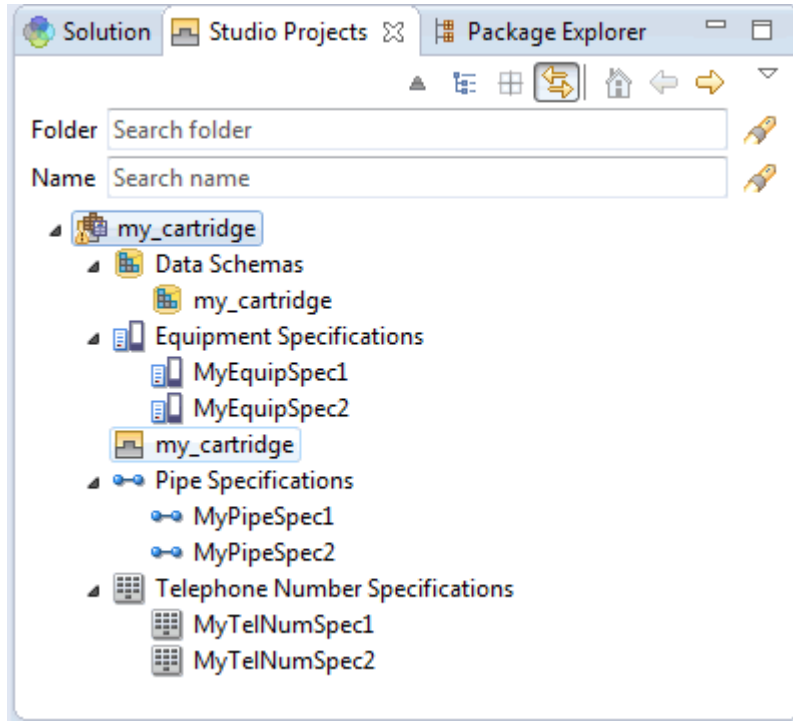 Solution Studio Projects Package Explorer
Folder Search folder
Name Search name
my_cartridge
Data Schemas
my_cartridge
Equipment Specifications
MyEquipSpec1
MyEquipSpec2
my_cartridge
Pipe Specifications
MyPipeSpec1
MyPipeSpec2
Telephone Number Specifications
MyTelNumSpec1
MyTelNumSpec2